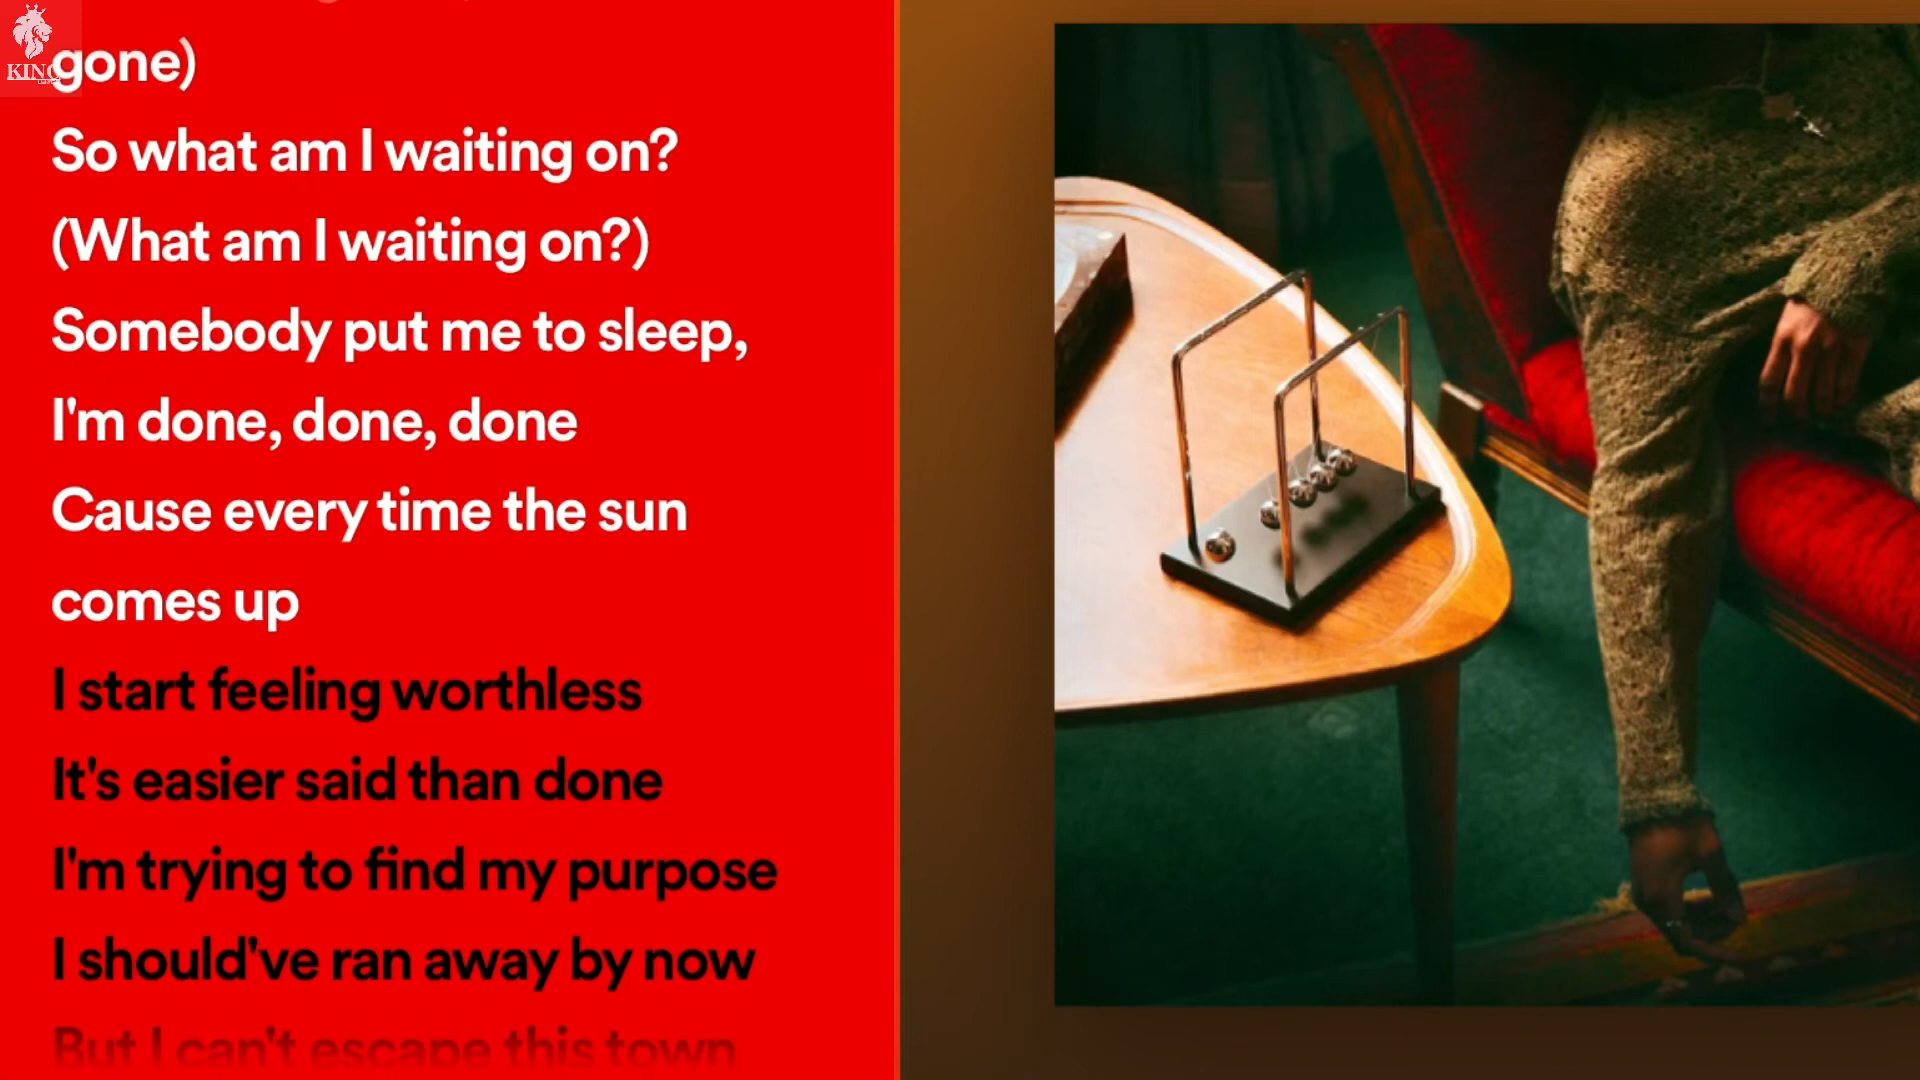 KING
gone)
So what am I waiting on?
(What am I waiting on?)
Somebody put me to sleep,
I'm done, done, done
Cause every time the sun
comes up
I start feeling worthless
It's easier said than done
I'm trying to find my purpose
I should've ran away by now
But I can't escape this town